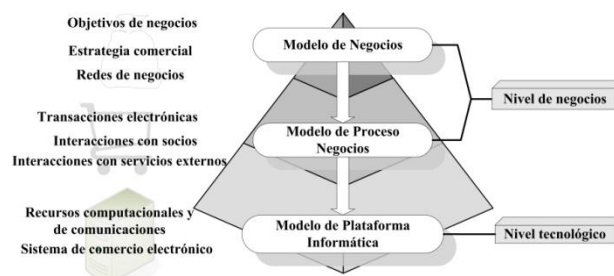 Objetivos de negocios
Estrategia comercial
Redes de negocios
Modelo de Negocios
Nivel de negocios
Transacciones electrónicas
Interacciones con socios
Interacciones con servicios externos
Modelo de Proceso
Negocios
Recursos computacionales y
de comunicaciones
Sistema de comercio electrónico
Modelo de Plataforma
Informática
Nivel tecnológico